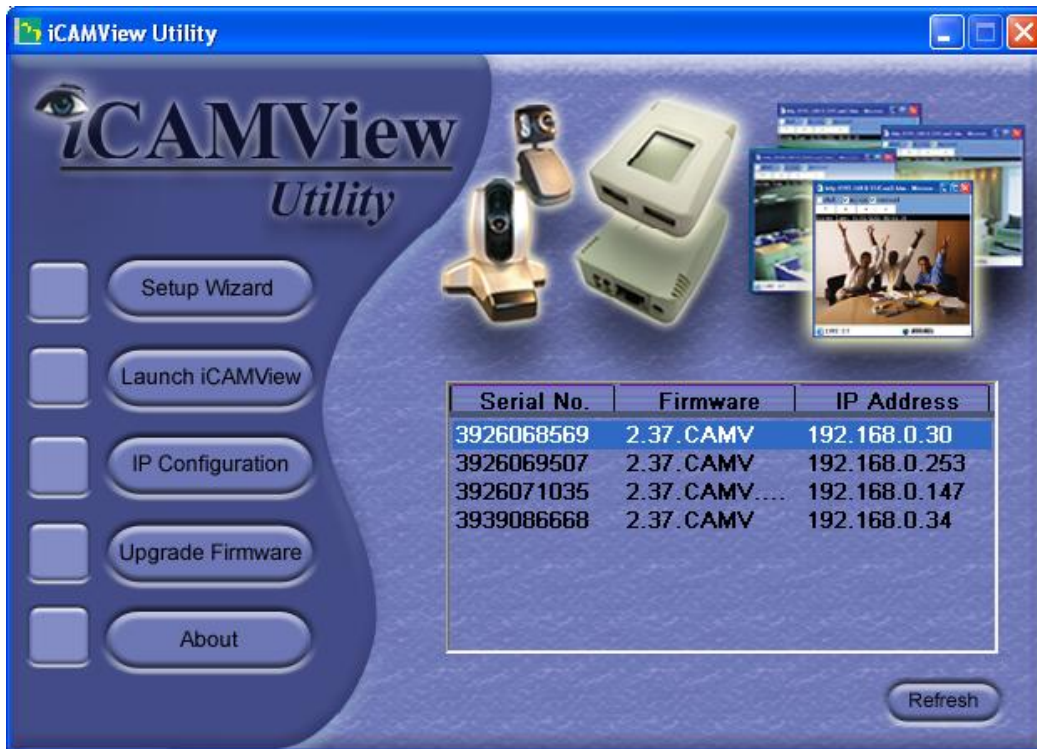 iCAMView Utility
iCAMView
Utility
Setup Wizard
Launch iCAMView
IP Configuration
Upgrade Firmware
About
Serial No. Firmware IP Address
3926068569 2.37.CAMV 192.168.0.30
3926069507 2.37.CAMV 192.168.0.253
3926071035 2.37.CAMV.... 192.168.0.147
3939086668 2.37.CAMV 192.168.0.34
Refresh